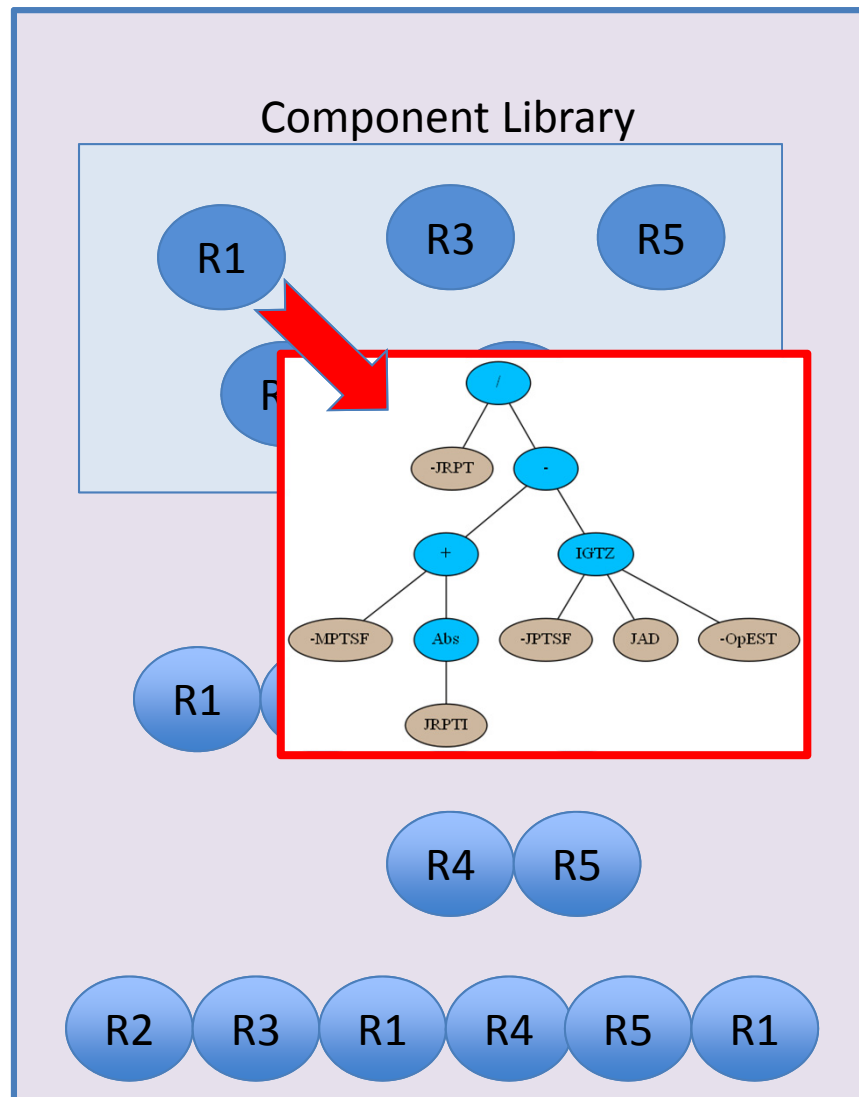 Component Library
R1 R3 R5
R
/
-JRPT -
+ IGTZ
-MPTSF Abs -JPTSF JAD -OpEST
JRPTI
R1
R4 R5
R2 R3 R1 R4 R5 R1